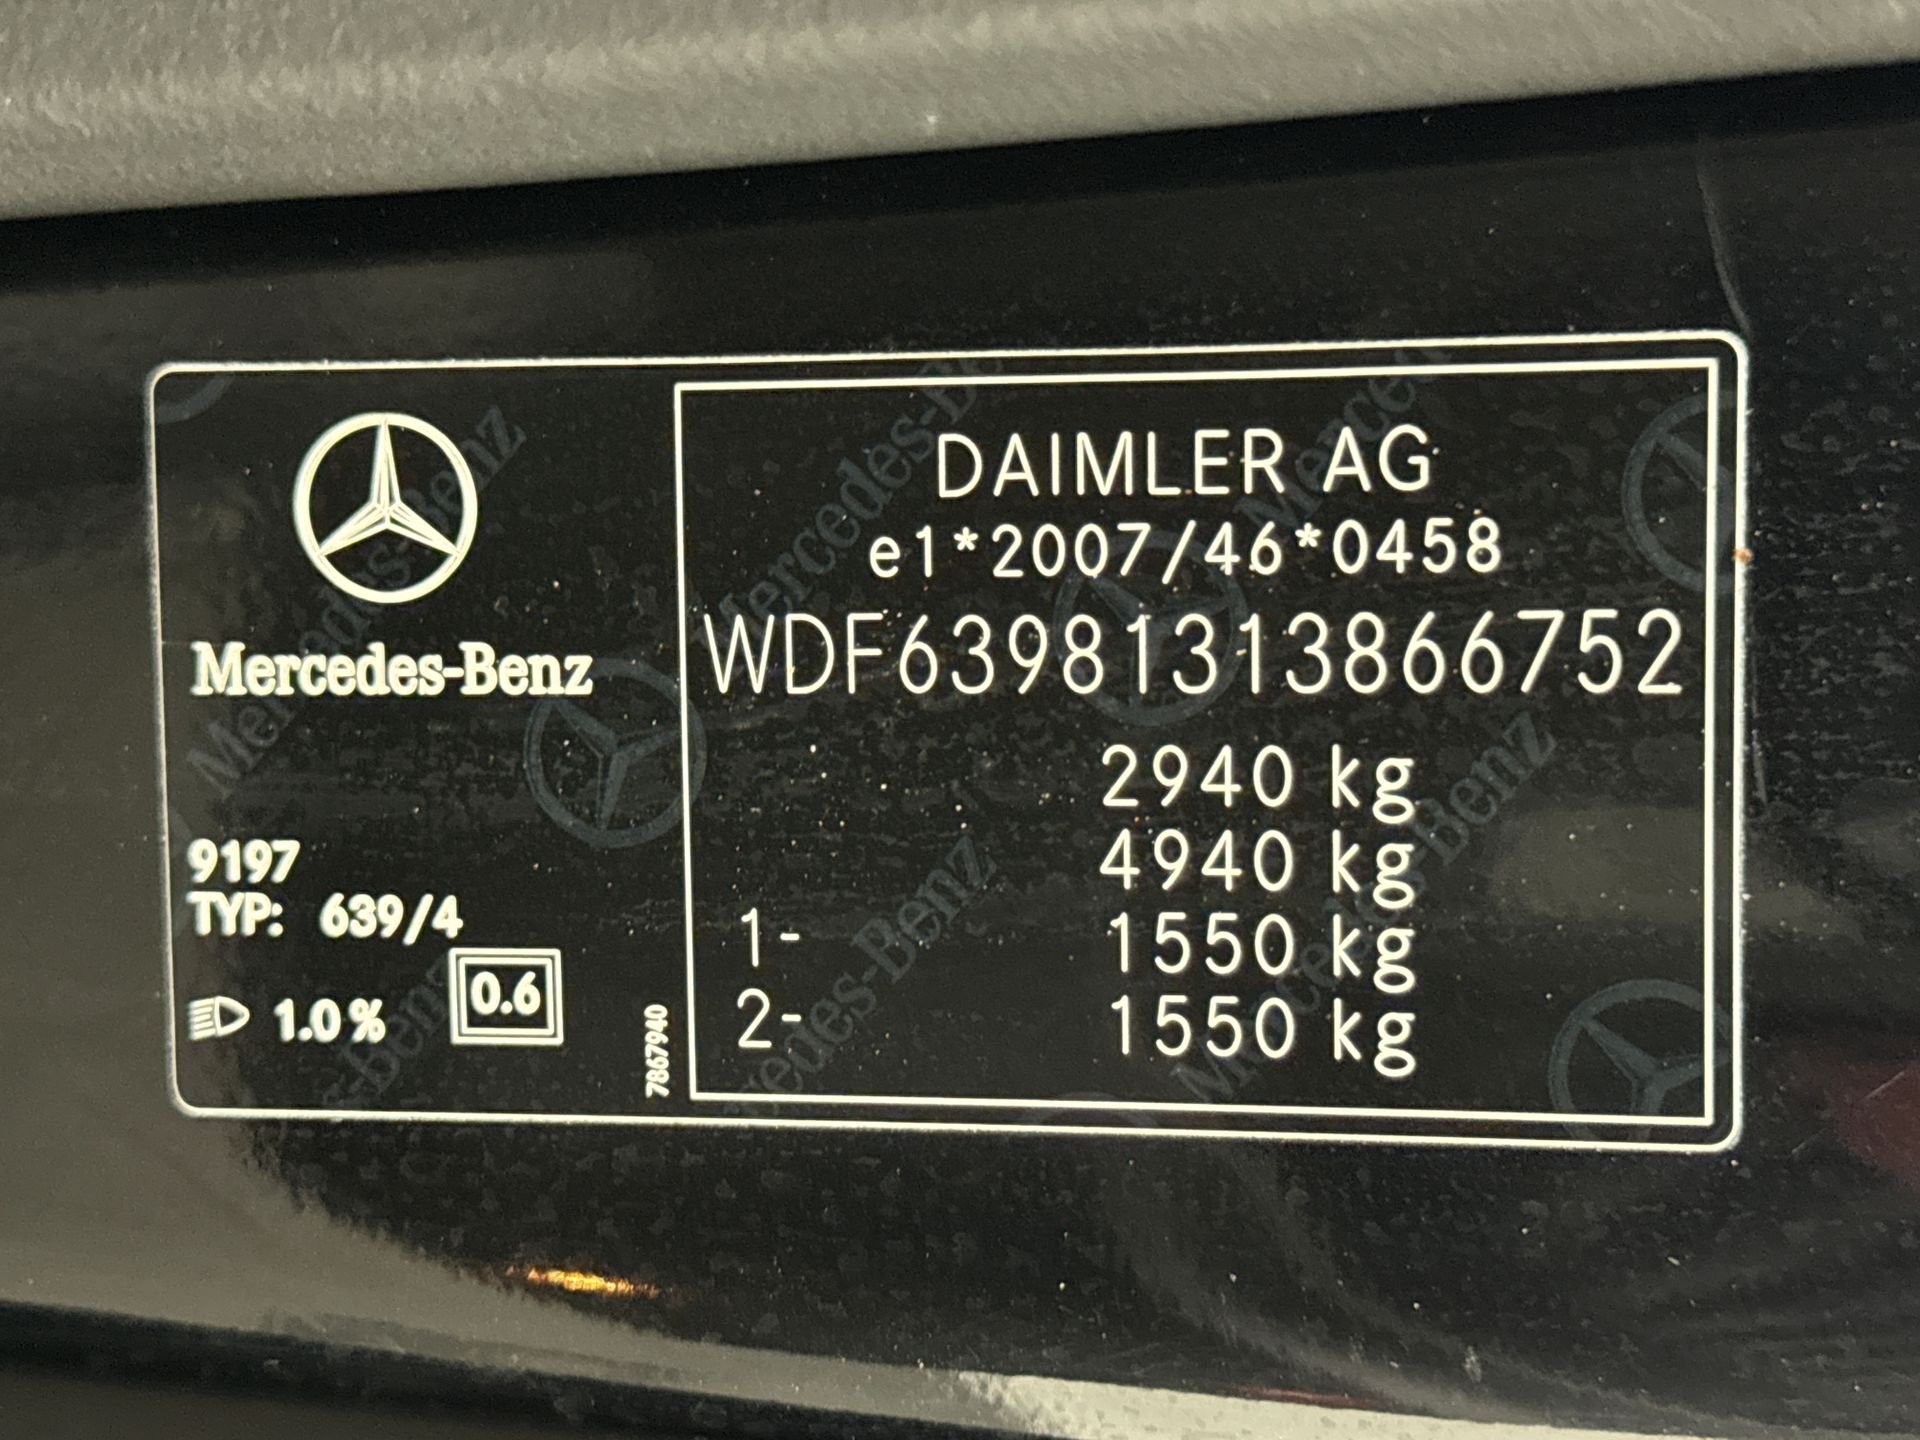 Mercedes-Benz
9197
TYP: 639/4
1.0%
0.6
7867940
DAIMLER AG
e1*2007/46*0458
WDF63981313866752
2940 kg
4940 kg
1- 1550 kg
2- 1550 kg